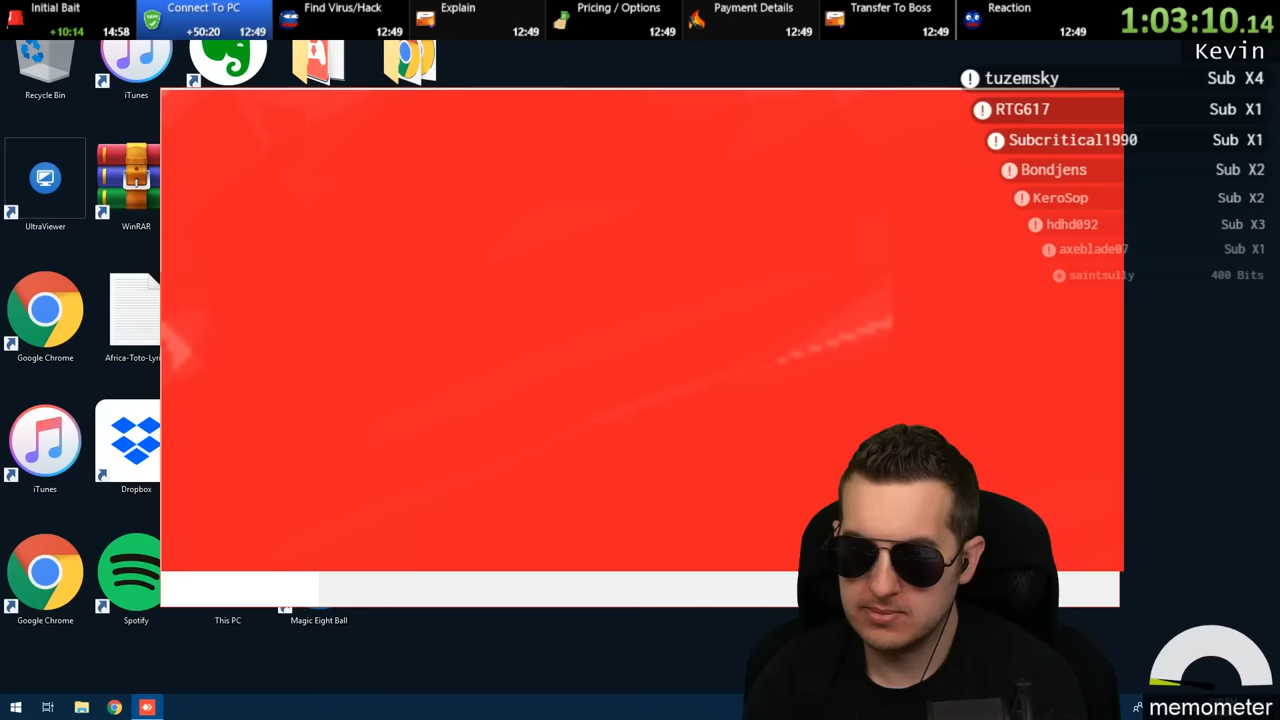 Initial Bait
+10:14 14:58
Connect To PC
+50:20 12:49
Find Virus/Hack
12:49
Explain
12:49
Pricing / Options
12:49
Payment Details
12:49
Transfer To Boss
12:49
Reaction
12:49
1:03:10.14
Kevin
tuzemsky Sub X4
RTG617 Sub X1
Subcritical1990 Sub X1
Bondjens Sub X2
KeroSop Sub X2
hdhd092 Sub X3
axeblade07 Sub X1
saintsully 400 Bits
Recycle Bin
iTunes
UltraViewer
WinRAR
Google Chrome
Africa-Toto-Lyri
iTunes
Dropbox
Google Chrome
Spotify
This PC
Magic Eight Ball
memometer